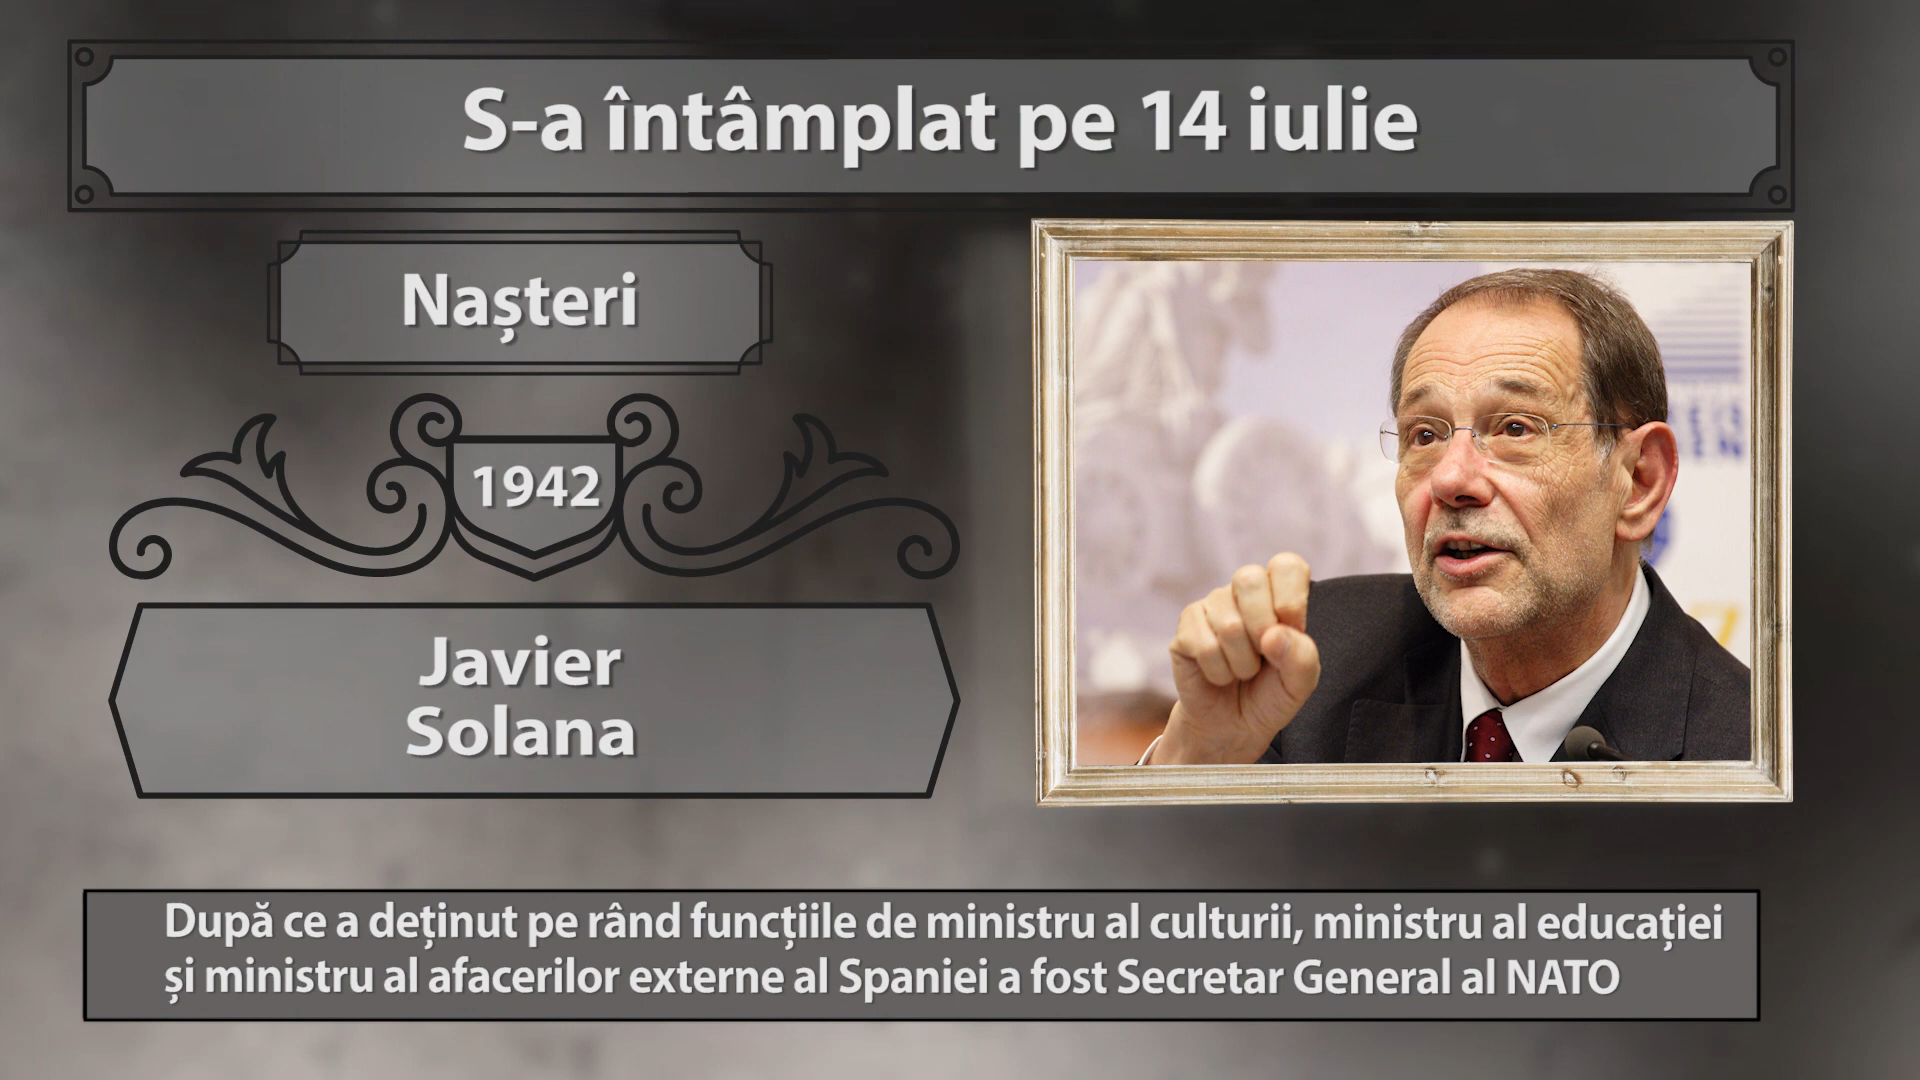 S-a întâmplat pe 14 iulie
Nașteri
1942
Javier
Solana
După ce a deținut pe rând funcțiile de ministru al culturii, ministru al educației
și ministru al afacerilor externe al Spaniei a fost Secretar General al NATO